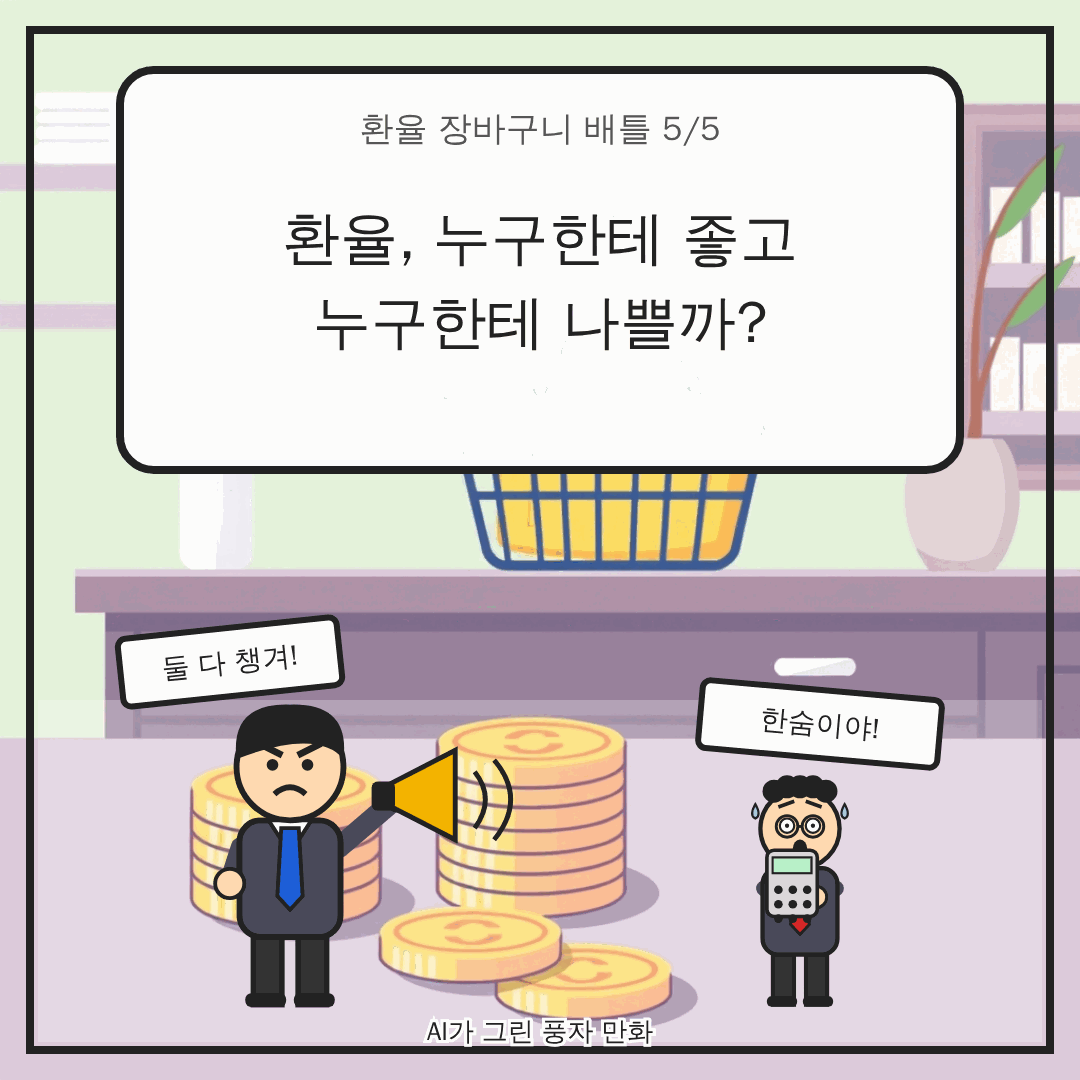 환율 장바구니 배틀 5/5
환율, 누구한테 좋고
누구한테 나쁠까?
둘 다 챙겨!
한숨이야!
AI가 그린 풍자 만화